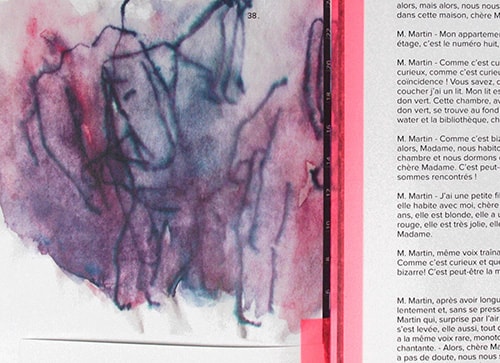 38.
alors, mais alors, nous nous
dans cette maison, chère M
M. Martin - Mon appartemen
étage, c'est le numéro huit,
M. Martin - Comme c'est cu
curieux, comme c'est curieu
coïncidence ! Vous savez, d
coucher j'ai un lit. Mon lit es
don vert. Cette chambre, av
don vert, se trouve au fond
water et la bibliothèque, ch
M. Martin - Comme c'est biz
alors, Madame, nous habito
chambre et nous dormons d
chère Madame. C'est peut-
sommes rencontrés !
M. Martin - J'ai une petite fi
elle habite avec moi, chère
ans, elle est blonde, elle a u
rouge, elle est très jolie, elle
Madame.
M. Martin, même voix traîna
Comme c'est curieux et que
bizarre! C'est peut-être la m
M. Martin, après avoir longu
lentement et, sans se press
Martin qui, surprise par l'air
s'est levée, elle aussi, tout d
a la même voix rare, monoto
chantante. - Alors, chère Ma
a pas de doute, nous nous